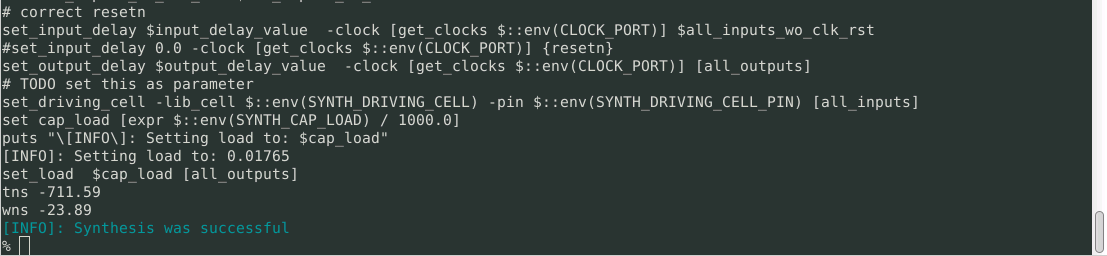 # correct resetn
set_input_delay $input_delay_value  -clock [get_clocks $::env(CLOCK_PORT)] $all_inputs_wo_clk_rst
#set_input_delay 0.0 -clock [get_clocks $::env(CLOCK_PORT)] {resetn}
set_output_delay $output_delay_value  -clock [get_clocks $::env(CLOCK_PORT)] [all_outputs]
# TODO set this as parameter
set_driving_cell -lib_cell $::env(SYNTH_DRIVING_CELL) -pin $::env(SYNTH_DRIVING_CELL_PIN) [all_inputs]
set cap_load [expr $::env(SYNTH_CAP_LOAD) / 1000.0]
puts "\[INFO\]: Setting load to: $cap_load"
[INFO]: Setting load to: 0.01765
set_load  $cap_load [all_outputs]
tns -711.59
wns -23.89
[INFO]: Synthesis was successful
%